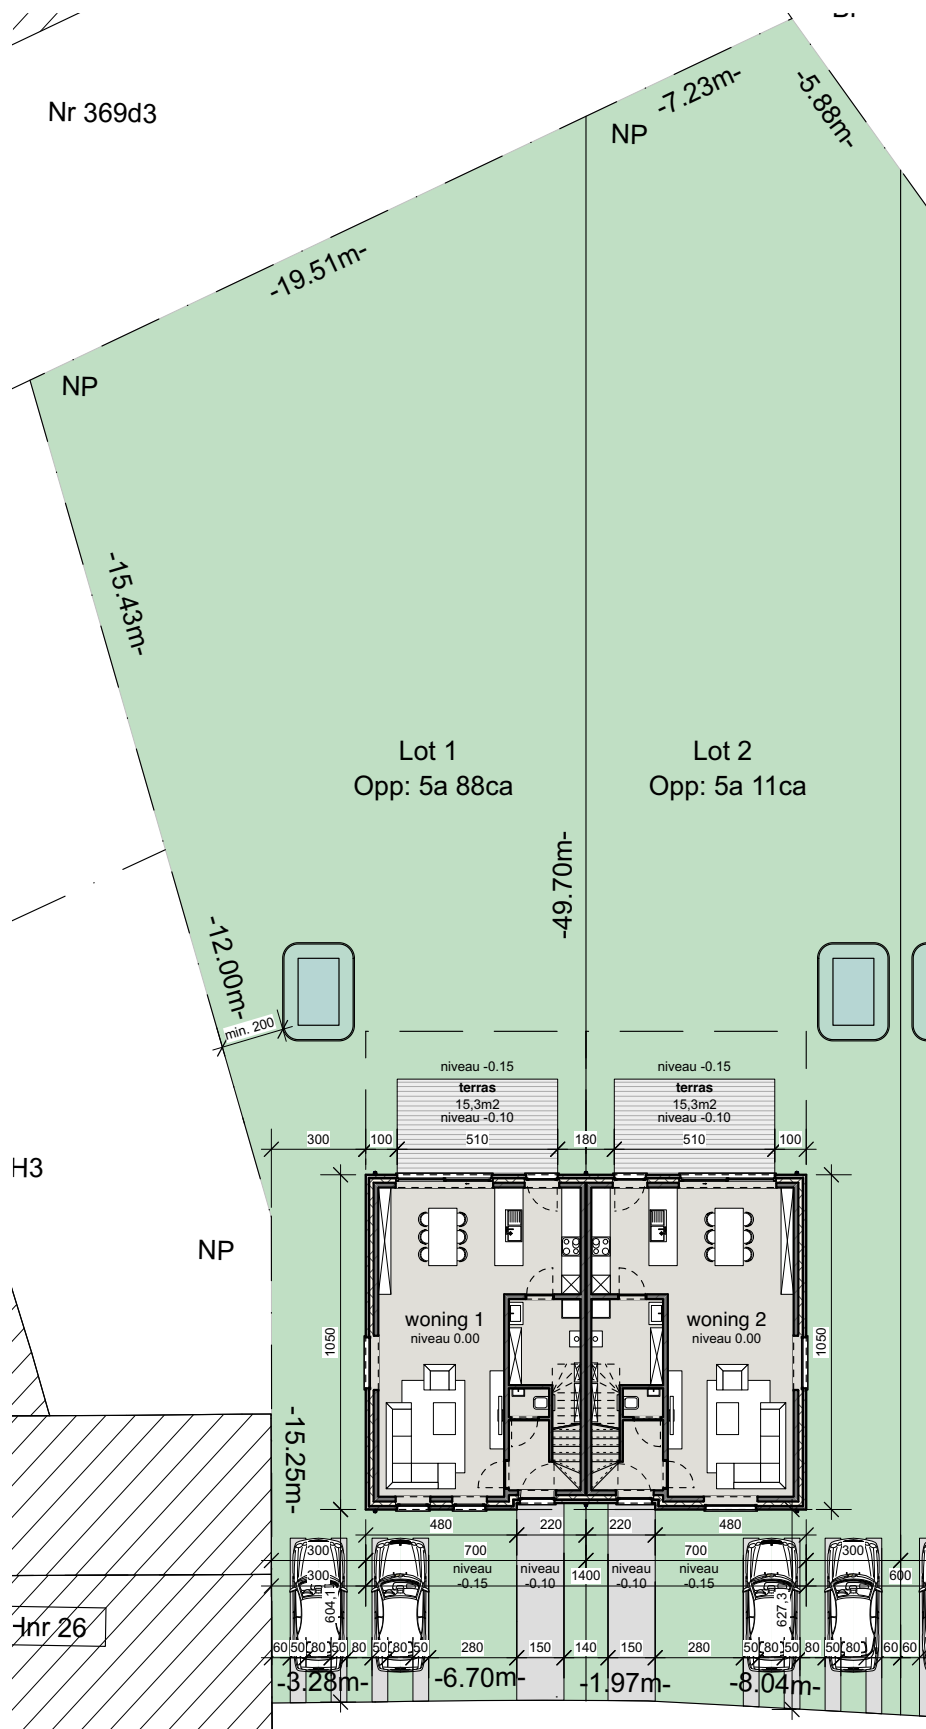 Nr 369d3
-7.23m-
-5.88m-
NP
-19.51m-
NP
-15.43m-
Lot 1
Opp: 5a 88ca
Lot 2
Opp: 5a 11ca
-49.70m-
-12.00m-
min. 200
niveau -0.15
niveau -0.15
terras
15,3m2
niveau -0.10
terras
15,3m2
niveau -0.10
300
100
510
180
510
100
H3
NP
woning 1
niveau 0.00
woning 2
niveau 0.00
1050
1050
-15.25m-
480
220
220
480
300
700
700
300
niveau
-0.15
niveau
-0.10
niveau
-0.10
niveau
-0.15
300
1400
600
604,1
627,3
Hnr 26
60
50
80
50
80
50
80
50
280
150
140
150
280
50
80
50
80
50
80
60
60
-3.28m-
-6.70m-
-1.97m-
-8.04m-